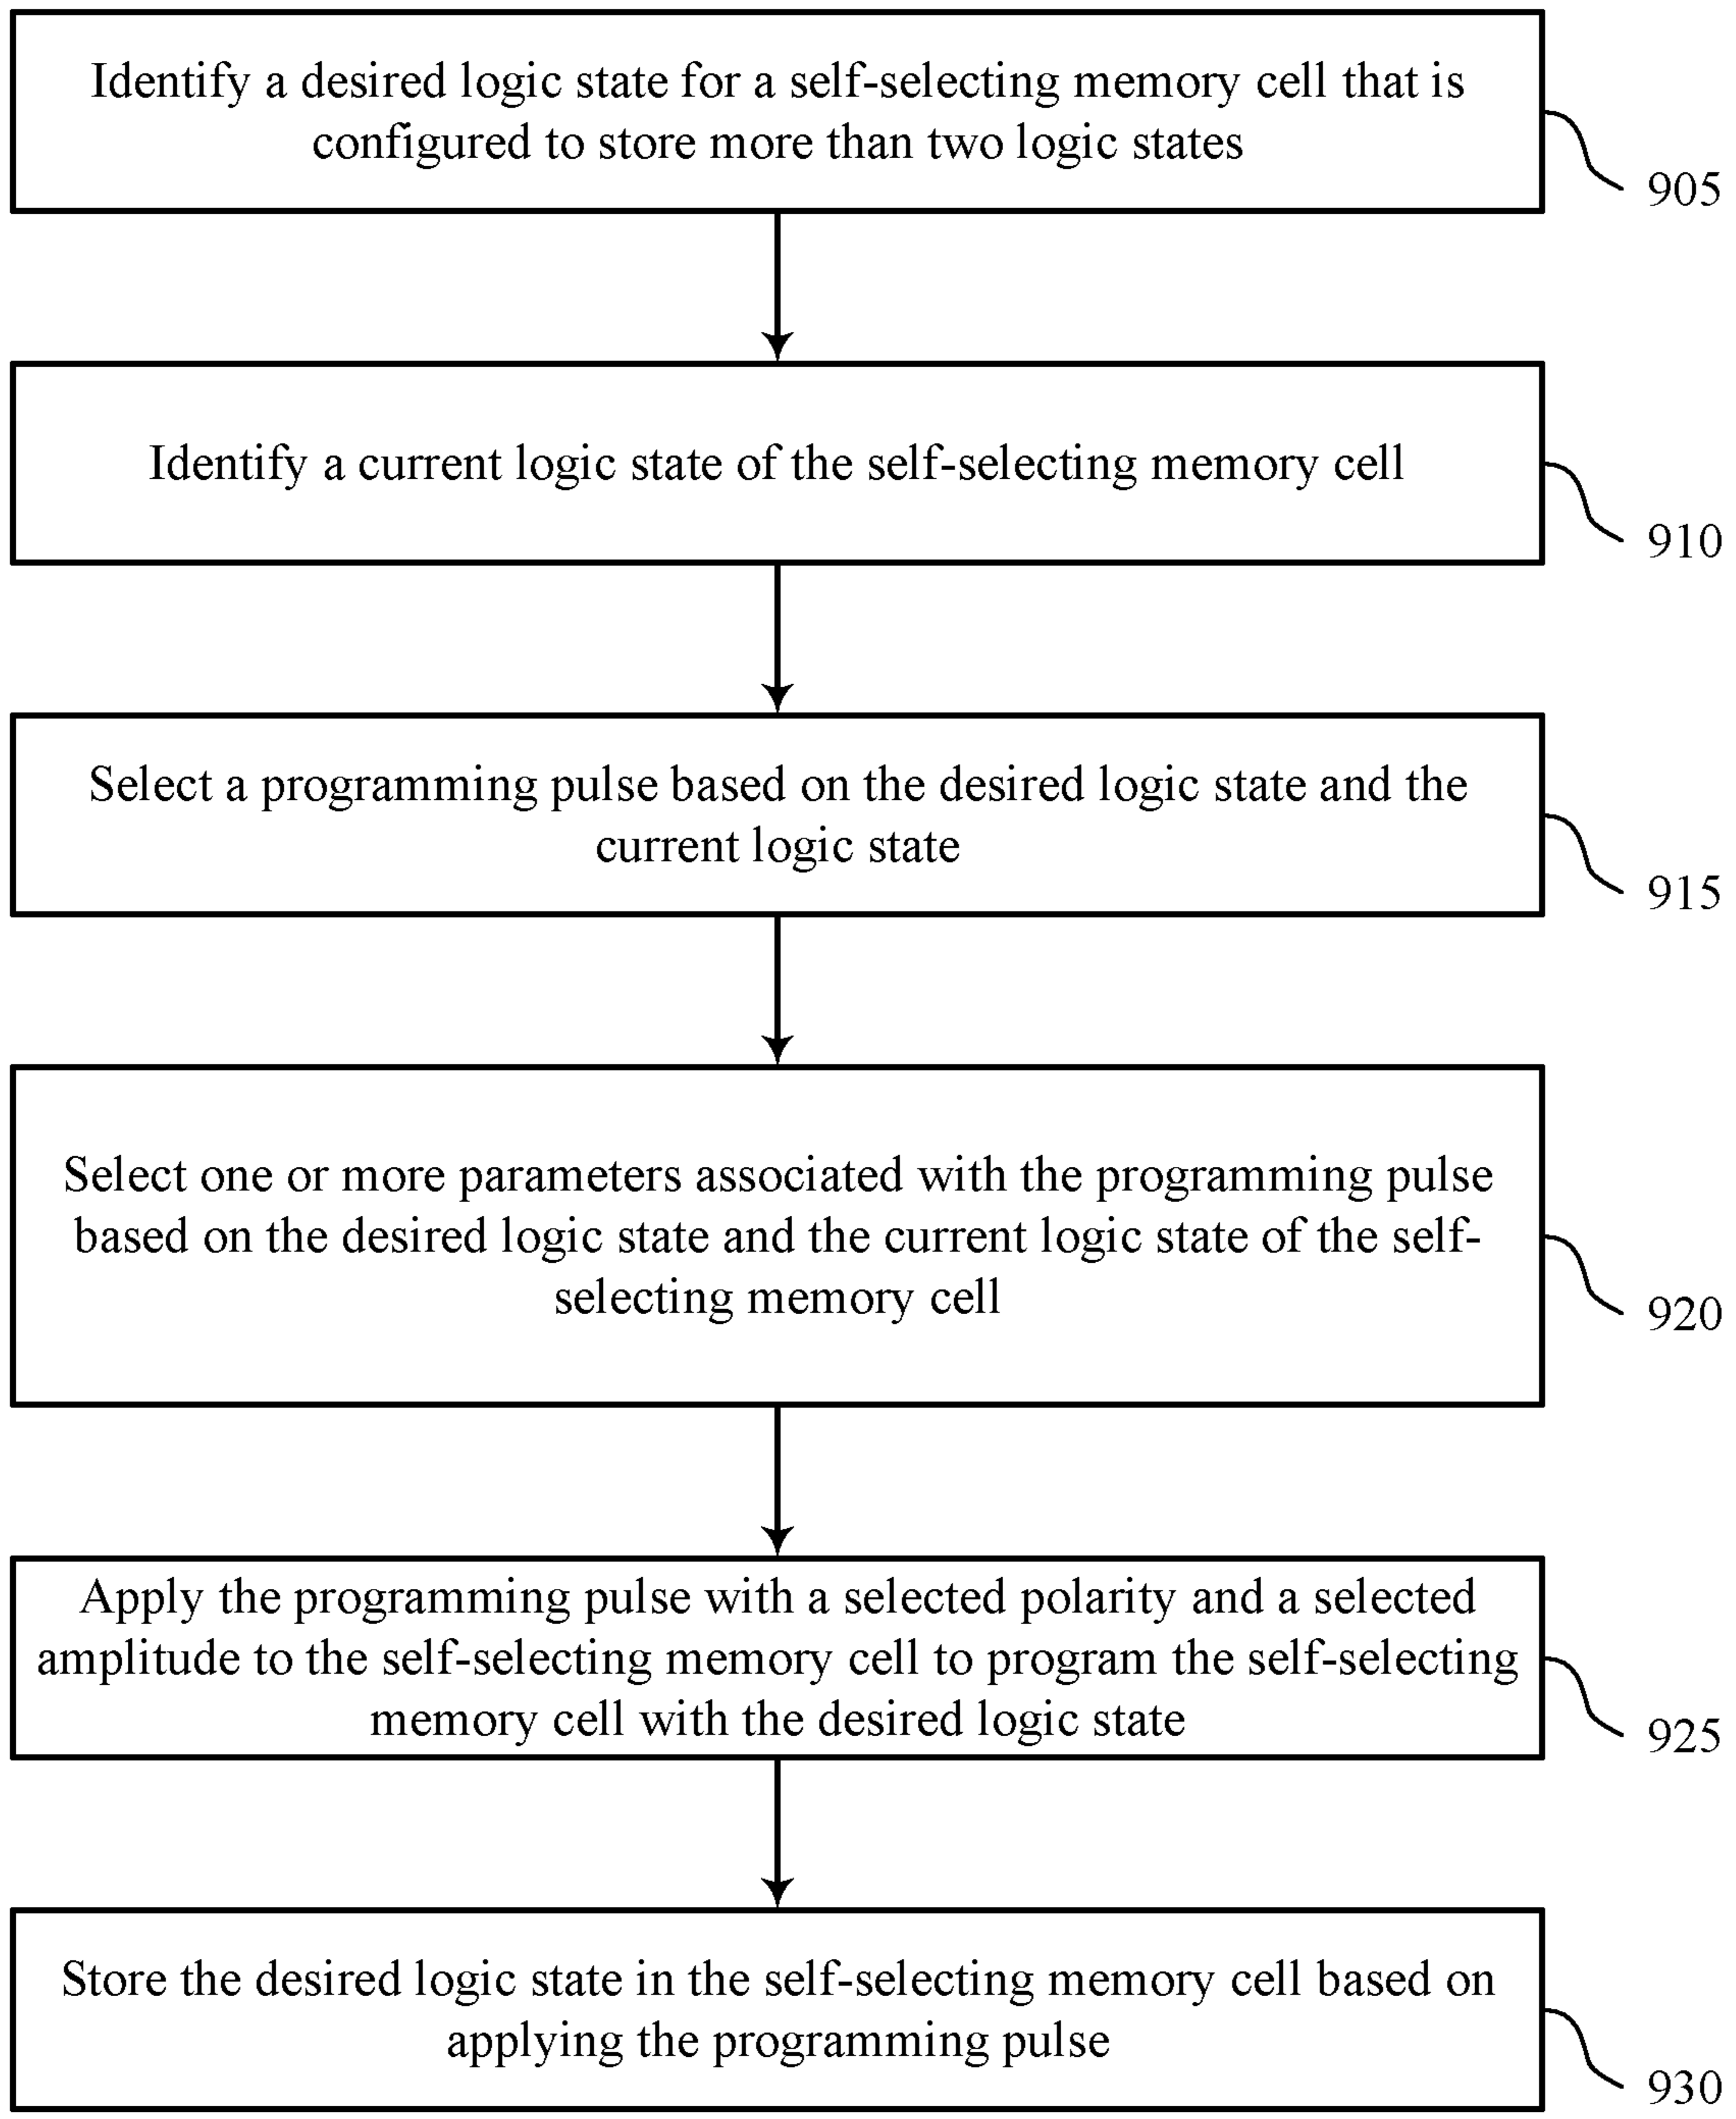 Identify a desired logic state for a self-selecting memory cell that is
configured to store more than two logic states
905
Identify a current logic state of the self-selecting memory cell
910
Select a programming pulse based on the desired logic state and the
current logic state
915
Select one or more parameters associated with the programming pulse
based on the desired logic state and the current logic state of the self-
selecting memory cell
920
Apply the programming pulse with a selected polarity and a selected
amplitude to the self-selecting memory cell to program the self-selecting
memory cell with the desired logic state
925
Store the desired logic state in the self-selecting memory cell based on
applying the programming pulse
930